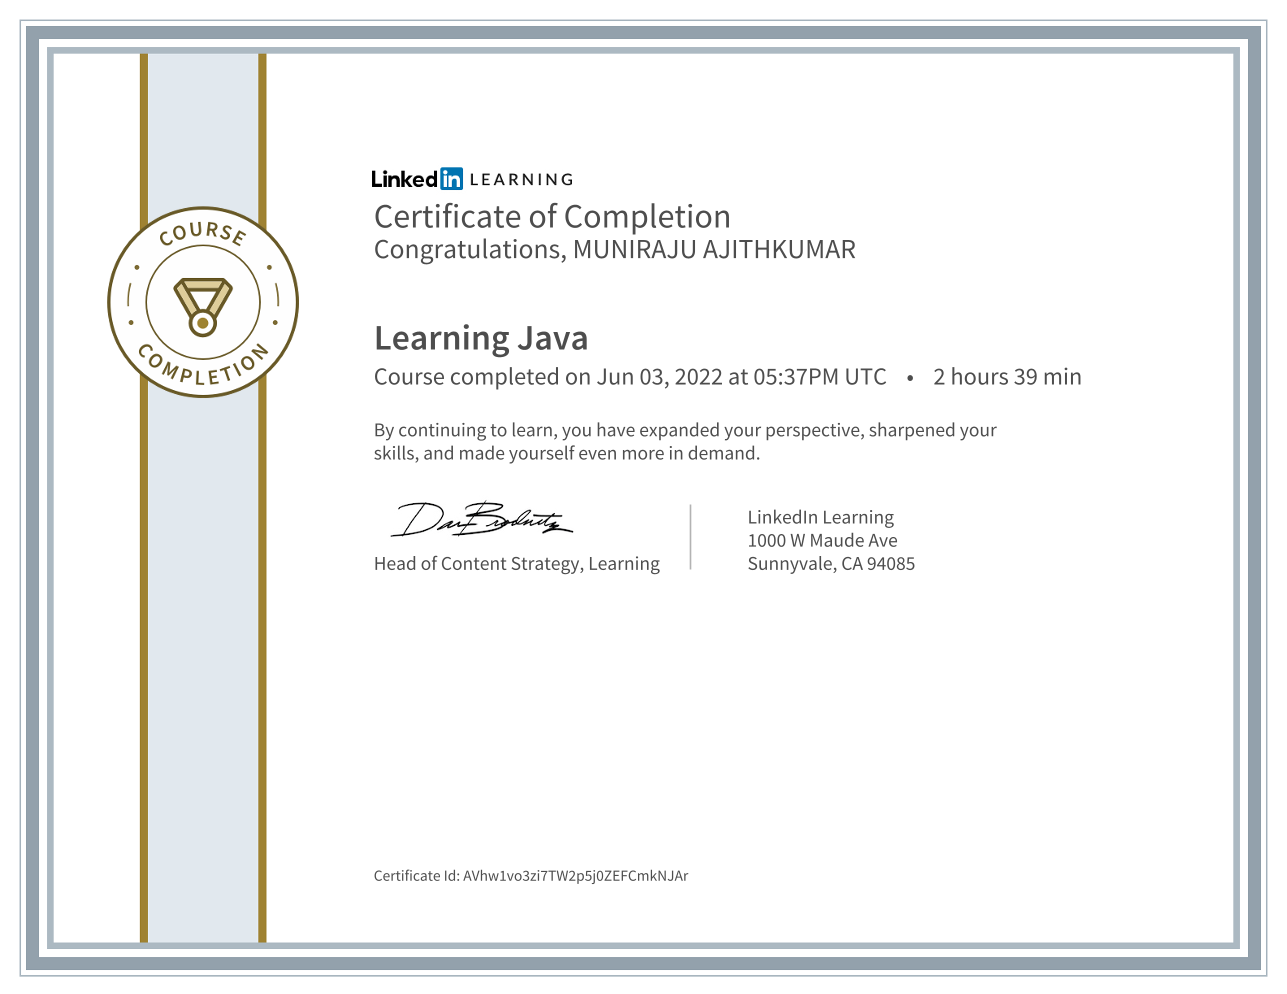 COURSE
COMPLETION
Linked in LEARNING
Certificate of Completion
Congratulations, MUNIRAJU AJITHKUMAR
Learning Java
Course completed on Jun 03, 2022 at 05:37PM UTC • 2 hours 39 min
By continuing to learn, you have expanded your perspective, sharpened your
skills, and made yourself even more in demand.
Head of Content Strategy, Learning
LinkedIn Learning
1000 W Maude Ave
Sunnyvale, CA 94085
Certificate Id: AVhw1vo3zi7TW2p5j0ZEFCmkNJAr